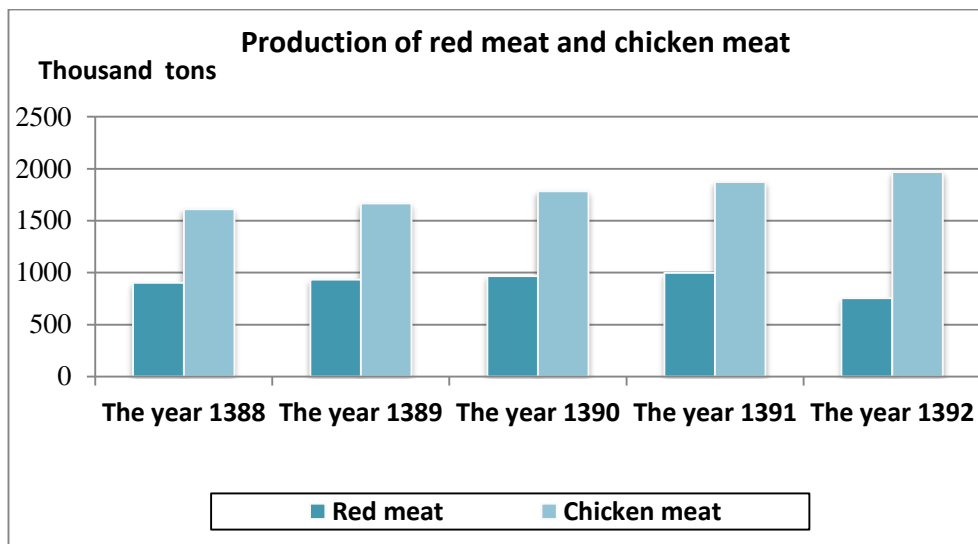 Production of red meat and chicken meat
Thousand tons
2500
2000
1500
1000
500
0
The year 1388 The year 1389 The year 1390 The year 1391 The year 1392
Red meat Chicken meat